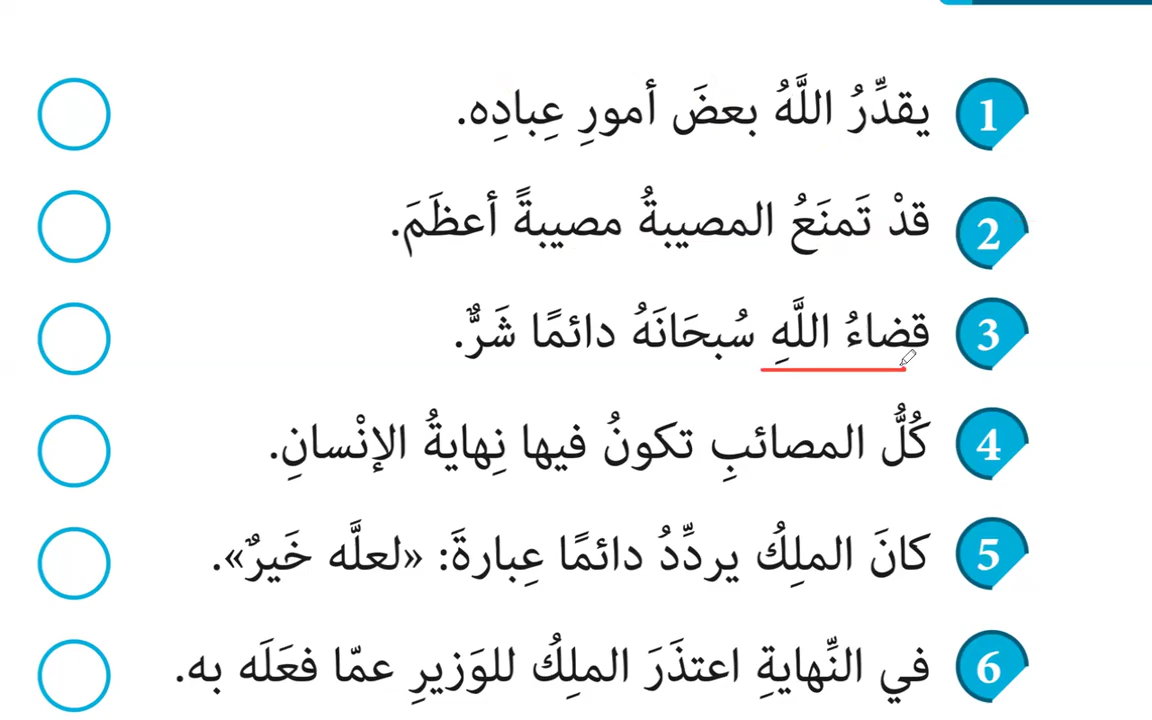 1 يقدِّرُ اللَّهُ بعضَ أمورِ عِبادِه.
2 قدْ تَمنَعُ المصيبةُ مصيبةً أعظَمَ.
3 قضاءُ اللَّهِ سُبحَانَهُ دائمًا شَرٌّ.
4 كُلُّ المصائبِ تكونُ فيها نِهايةُ الإنْسانِ.
5 كانَ الملِكُ يردِّدُ دائمًا عِبارةَ: «لعلَّه خَيرٌ».
6 في النِّهايةِ اعتذَرَ الملِكُ للوَزيرِ عمّا فعَلَه به.